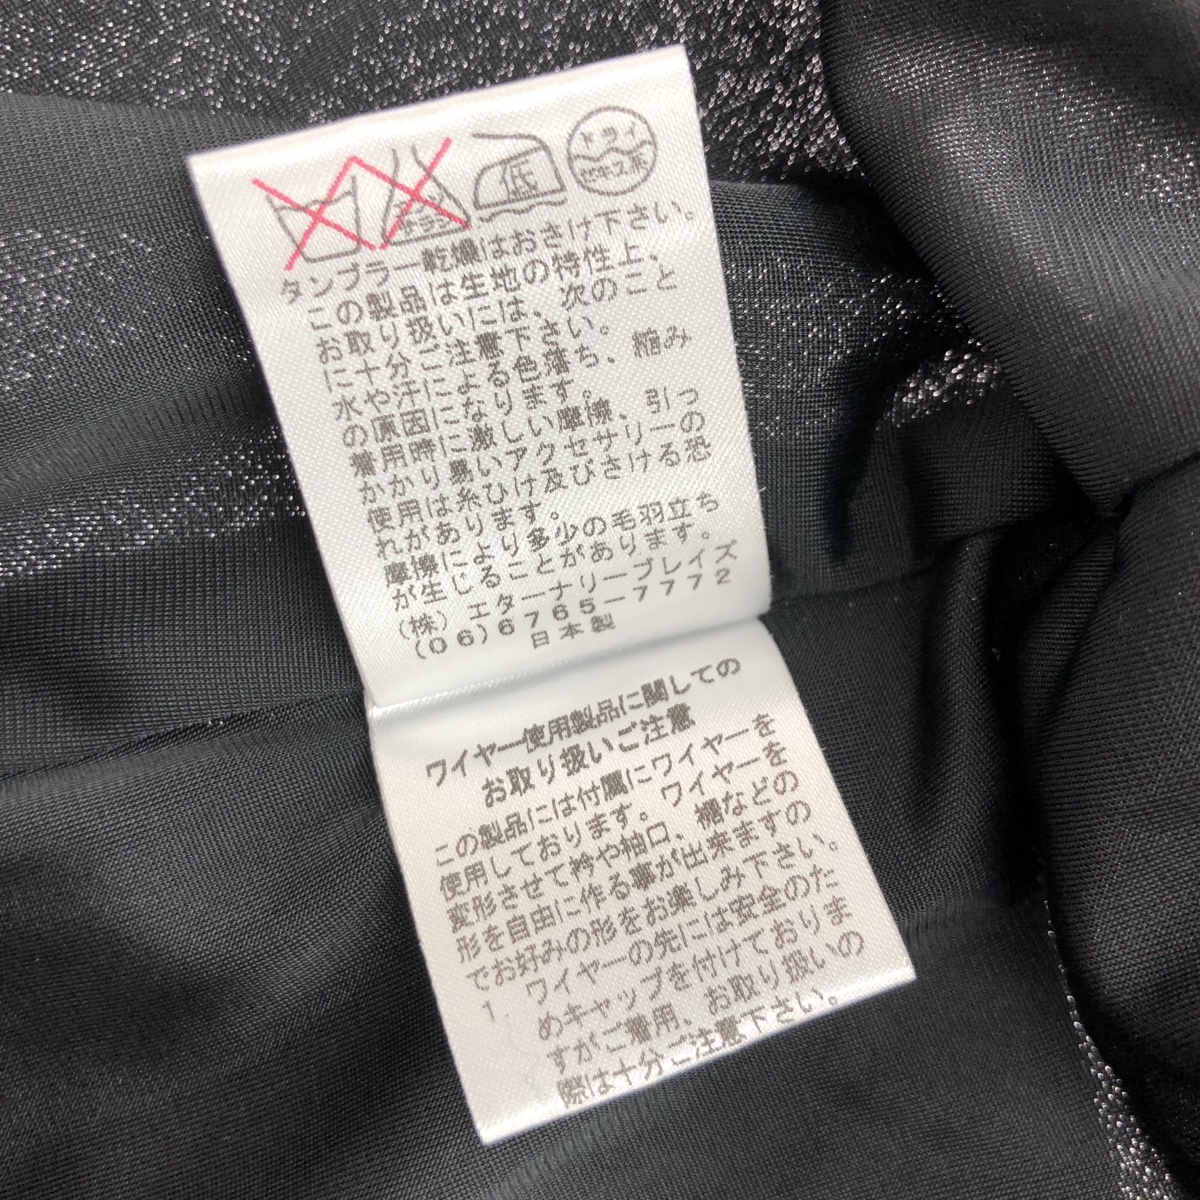 エンソ
サラシ
低
ドライ
セキユ系
タンブラー乾燥はおさけ下さい。
この製品は生地の特性上、
お取り扱いには、次のこと
に十分ご注意下さい。
水や汗による色落ち、縮み
の原因になります。
着用時に激しい摩擦、引っ
かかり易いアクセサリーの
使用は糸ひけ及びさける恐
れがあります。
摩擦により多少の毛羽立ち
が生じることがあります。
(株)エターナリーブレイズ
(06)6765-7772
日本製
ワイヤー使用製品に関しての
お取り扱いご注意
この製品には付属にワイヤーを
使用しております。ワイヤーを
変形させて衿や袖口、裾などの
形を自由に作る事が出来ますの
でお好みの形をお楽しみ下さい。
1. ワイヤーの先には安全のた
めキャップを付けておりま
すがご着用、お取り扱いの
際は十分ご注意下さい。